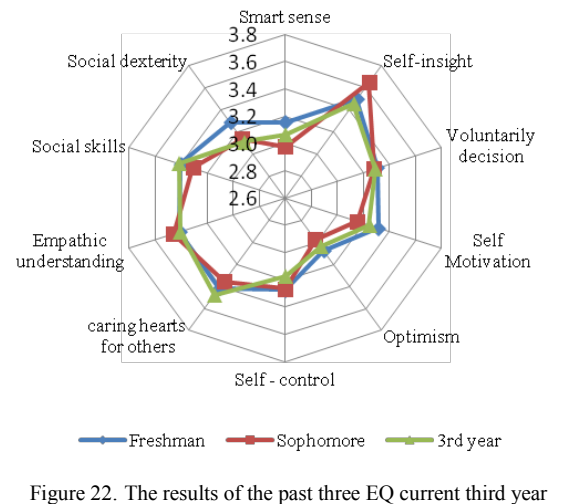 Smart sense
3.8
3.6
3.4
3.2
3.0
2.8
2.6
Self-insight
Voluntarily
decision
Self
Motivation
Optimism
Self - control
caring hearts
for others
Empathic
understanding
Social skills
Social dexterity
Freshman
Sophomore
3rd year
Figure 22. The results of the past three EQ current third year